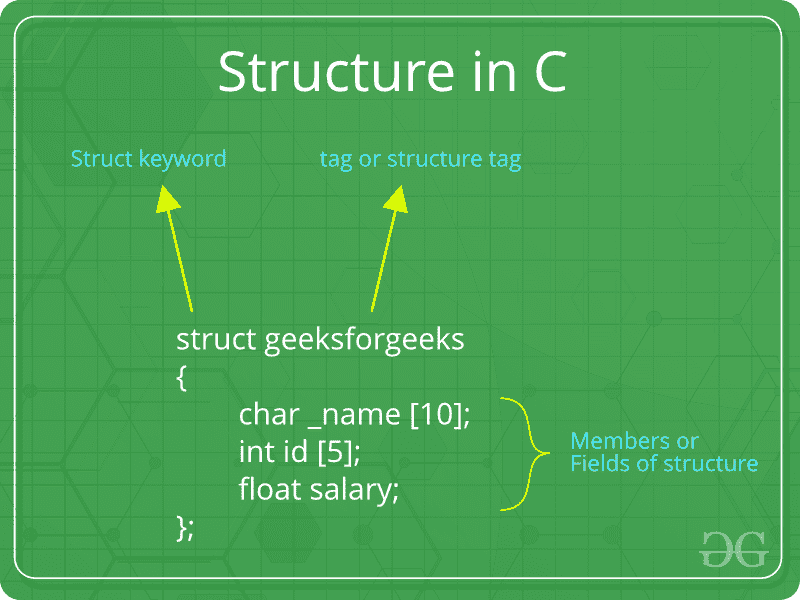 Structure in C
Struct keyword
tag or structure tag
struct geeksforgeeks
{
char _name [10];
int id [5];
float salary;
};
Members or
Fields of structure